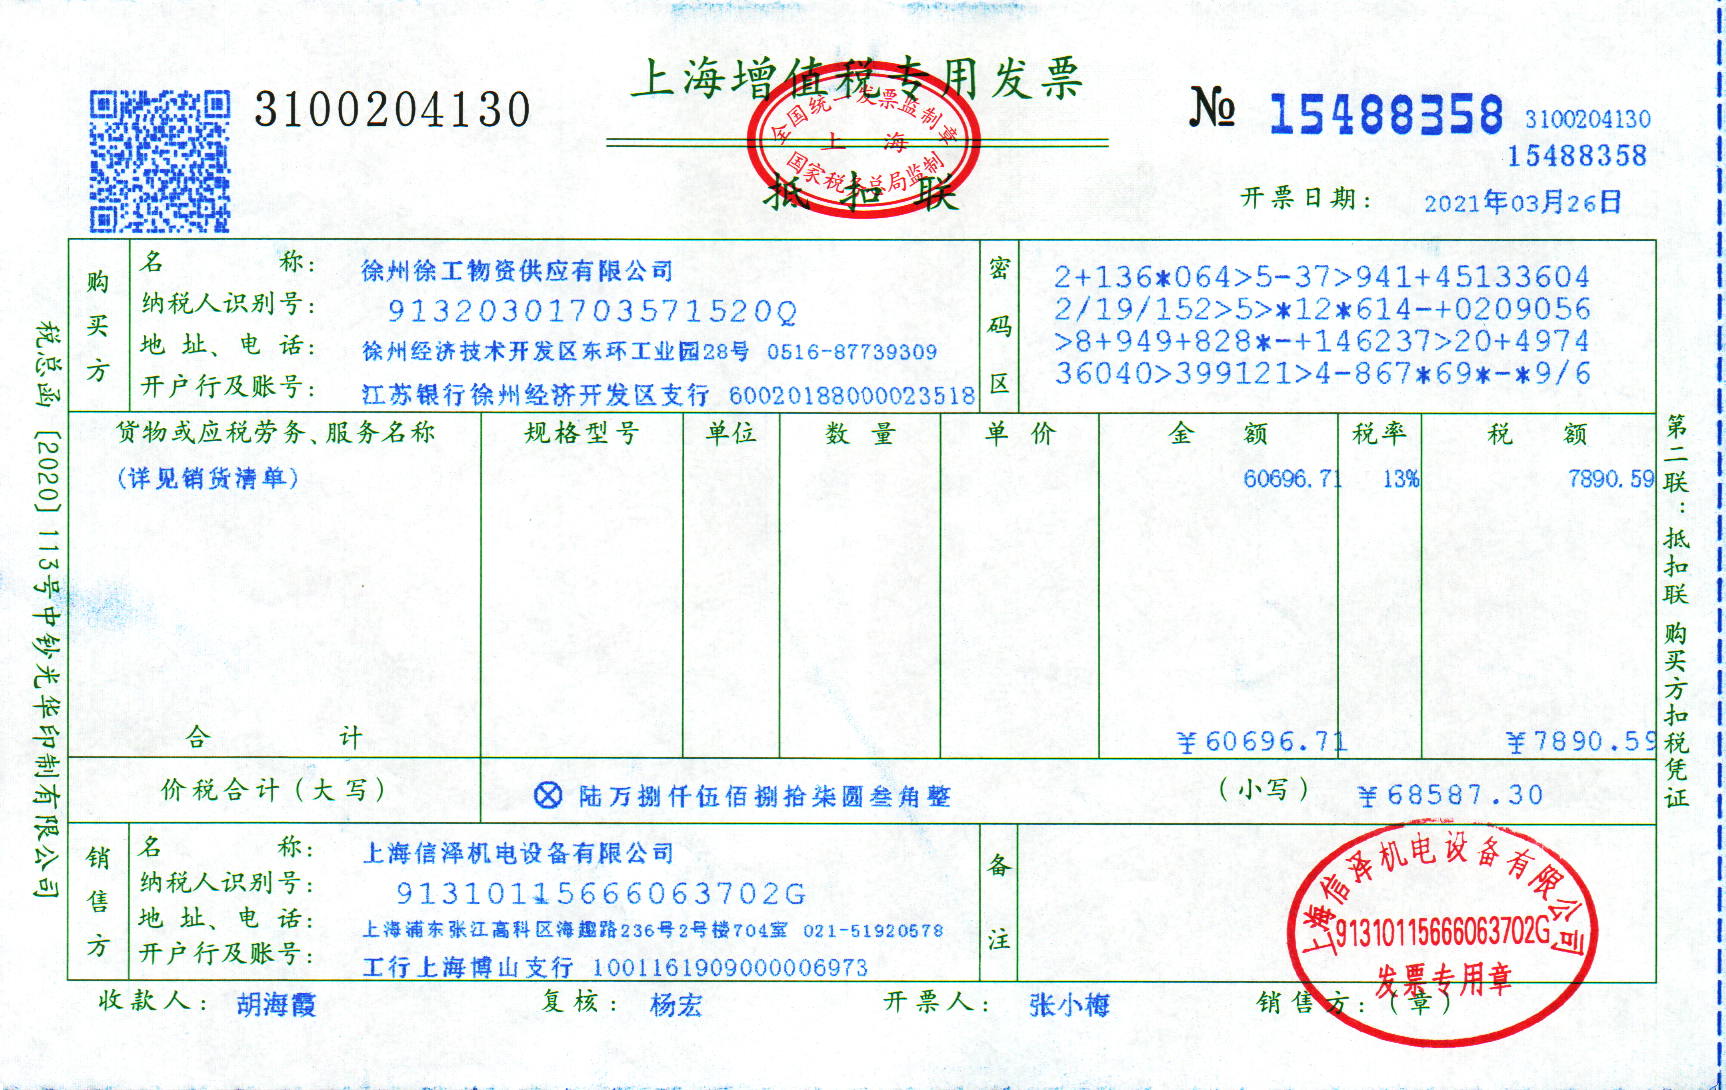 上海增值税专用发票
3100204130
№ 15488358
3100204130
15488358
全国统一发票监制章
上海
国家税务总局监制
抵扣联
开票日期: 2021年03月26日
购买方
名称: 徐州徐工物资供应有限公司
纳税人识别号: 91320301703571520Q
地址、电话: 徐州经济技术开发区东环工业园28号 0516-87739309
开户行及账号: 江苏银行徐州经济开发区支行 60020188000023518
密码区
2+136*064>5-37>941+45133604
2/19/152>5>*12*614-+0209056
>8+949+828*-+146237>20+4974
36040>399121>4-867*69*-*9/6
货物或应税劳务、服务名称 规格型号 单位 数量 单价 金额 税率 税额
(详见销货清单) 60696.71 13% 7890.59
合计 ¥60696.71 ¥7890.59
价税合计(大写) ⊗ 陆万捌仟伍佰捌拾柒圆叁角整 (小写) ¥68587.30
销售方
名称: 上海信泽机电设备有限公司
纳税人识别号: 91310115666063702G
地址、电话: 上海浦东张江高科区海趣路236号2号楼704室 021-51920578
开户行及账号: 工行上海博山支行 1001161909000006973
备注
上海信泽机电设备有限公司
91310115666063702G
发票专用章
收款人: 胡海霞 复核: 杨宏 开票人: 张小梅 销售方:(章)
税总函〔2020〕113号中钞光华印制有限公司
第二联:抵扣联 购买方扣税凭证